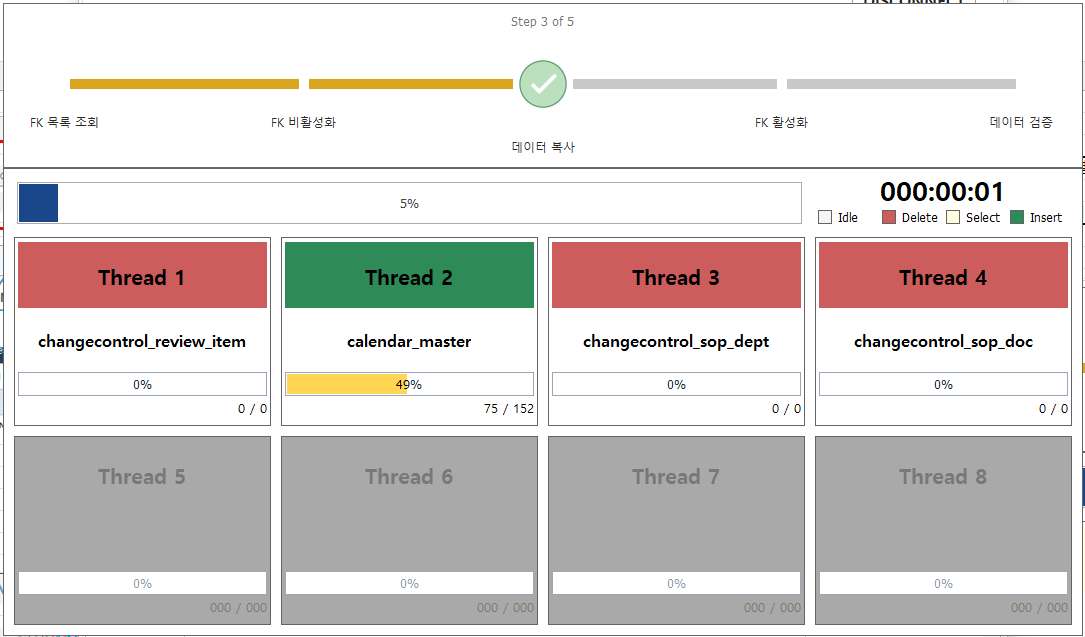 Step 3 of 5
FK 목록 조회
FK 비활성화
데이터 복사
FK 활성화
데이터 검증
5%
000:00:01
Idle
Delete
Select
Insert
Thread 1
changecontrol_review_item
0%
0 / 0
Thread 2
calendar_master
49%
75 / 152
Thread 3
changecontrol_sop_dept
0%
0 / 0
Thread 4
changecontrol_sop_doc
0%
0 / 0
Thread 5
0%
000 / 000
Thread 6
0%
000 / 000
Thread 7
0%
000 / 000
Thread 8
0%
000 / 000